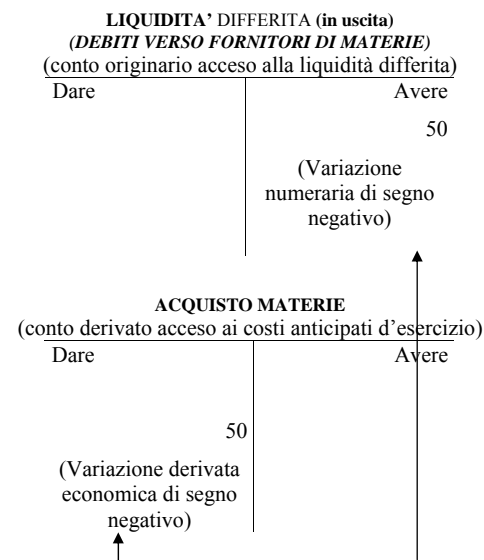 LIQUIDITA' DIFFERITA (in uscita)
(DEBITI VERSO FORNITORI DI MATERIE)
(conto originario acceso alla liquidità differita)
Dare Avere
50
(Variazione
numeraria di segno
negativo)
ACQUISTO MATERIE
(conto derivato acceso ai costi anticipati d'esercizio)
Dare Avere
50
(Variazione derivata
economica di segno
negativo)